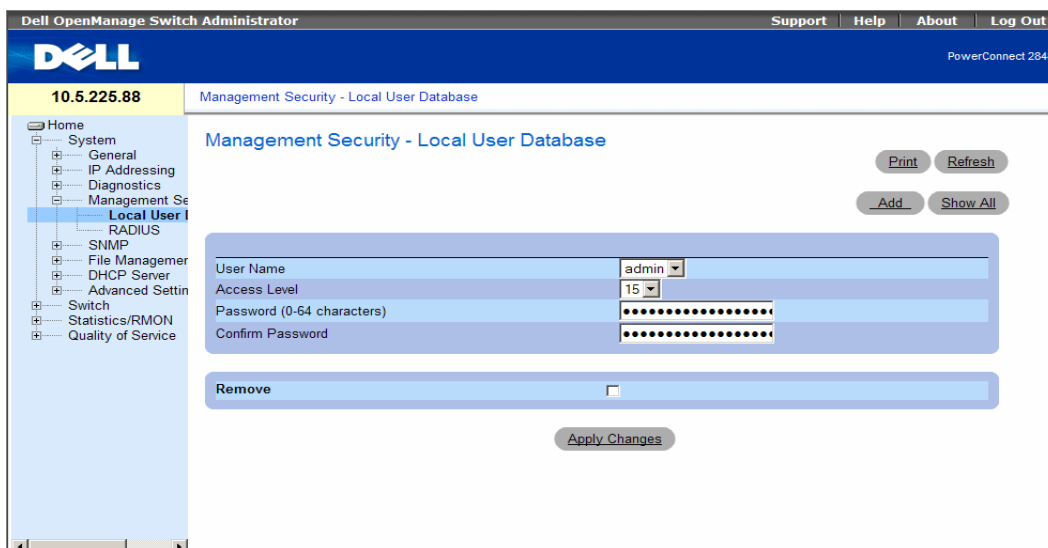 Dell OpenManage Switch Administrator Support Help About Log Out
DELL
PowerConnect 284
10.5.225.88
Management Security - Local User Database
Home
System
General
IP Addressing
Diagnostics
Management Se
Local User
RADIUS
SNMP
File Managemen
DHCP Server
Advanced Settin
Switch
Statistics/RMON
Quality of Service
Management Security - Local User Database
Print Refresh
Add Show All
User Name admin
Access Level 15
Password (0-64 characters) ••••••••••••••••••
Confirm Password ••••••••••••••••••
Remove
Apply Changes